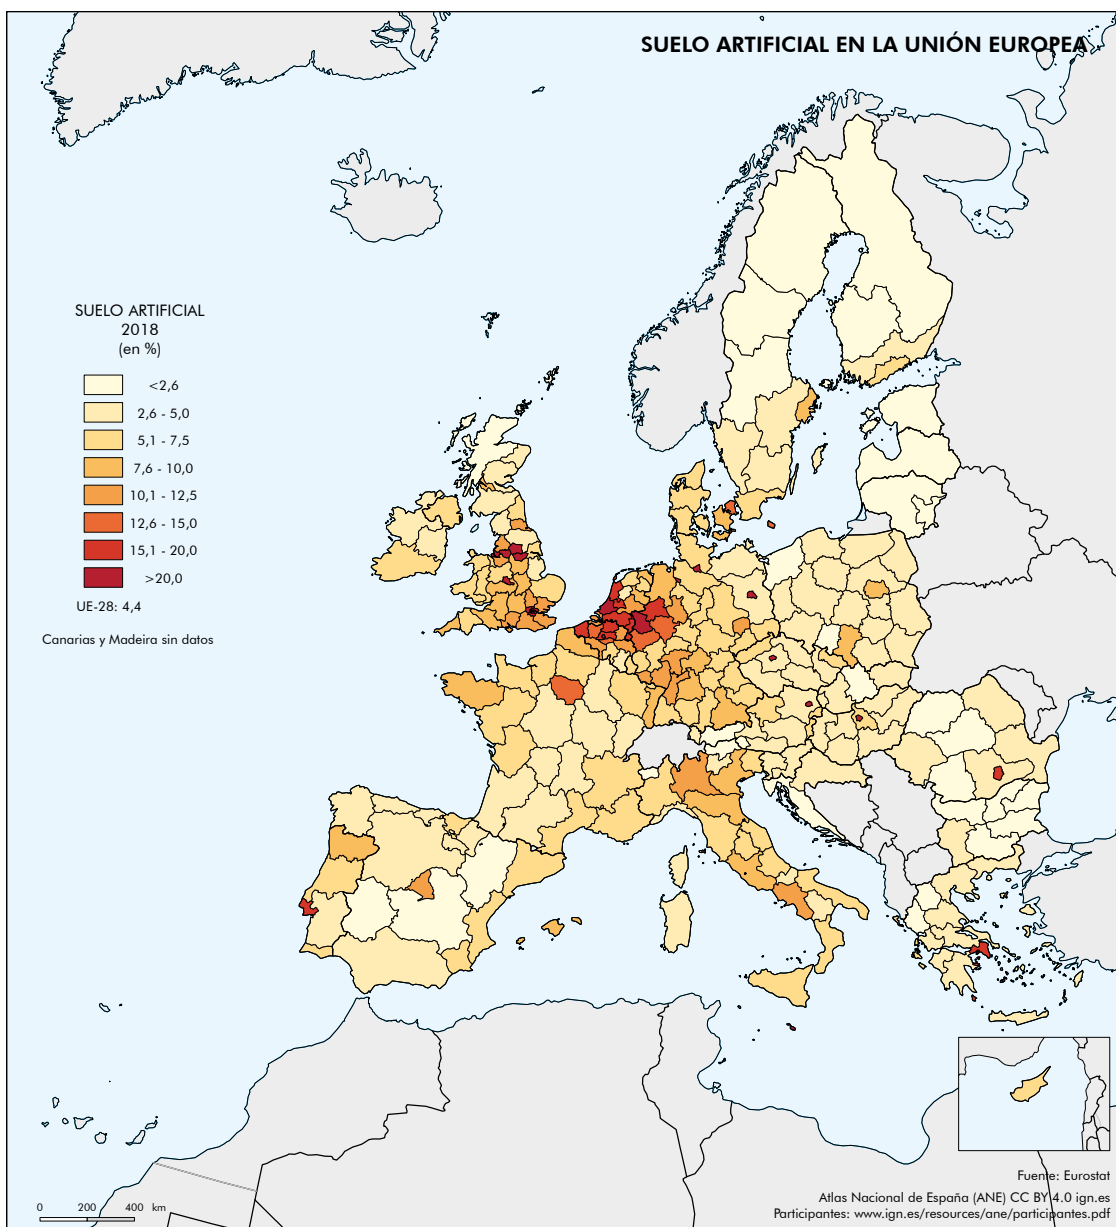 SUELO ARTIFICIAL EN LA UNIÓN EUROPEA
SUELO ARTIFICIAL
2018
(en %)
<2,6
2,6 - 5,0
5,1 - 7,5
7,6 - 10,0
10,1 - 12,5
12,6 - 15,0
15,1 - 20,0
>20,0
UE-28: 4,4
Canarias y Madeira sin datos
0 200 400 km
Fuente: Eurostat
Atlas Nacional de España (ANE) CC BY 4.0 ign.es
Participantes: www.ign.es/resources/ane/participantes.pdf